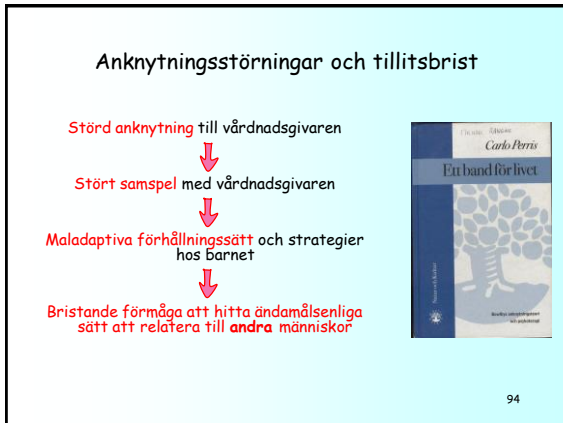 Anknytningsstörningar och tillitsbrist
Störd anknytning till vårdnadsgivaren
Stört samspel med vårdnadsgivaren
Maladaptiva förhållningssätt och strategier
hos barnet
Bristande förmåga att hitta ändamålsenliga
sätt att relatera till andra människor
Carlo Perris
Ett band för livet
94